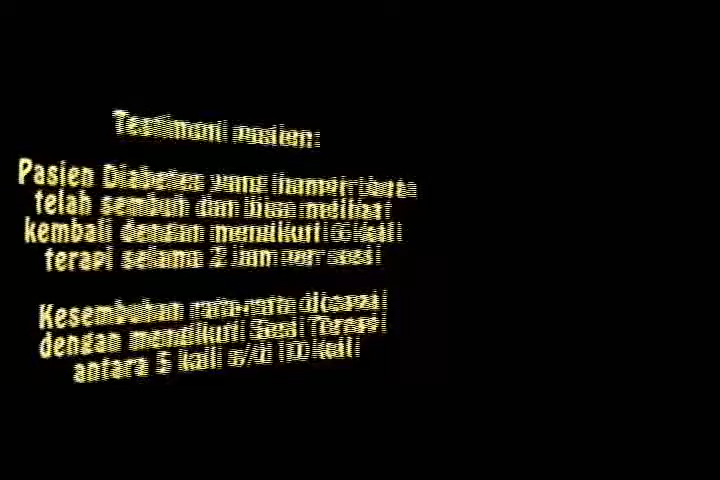 Testimoni pasien:
Pasien Diabetes yang hampir buta
telah sembuh dan bisa melihat
kembali dengan mengikuti 6 Kali
terapi selama 2 jam per sesi
Kesembuhan rata-rata dicapai
dengan mengikuti Sesi Terapi
antara 5 kali s/d 10 Kali